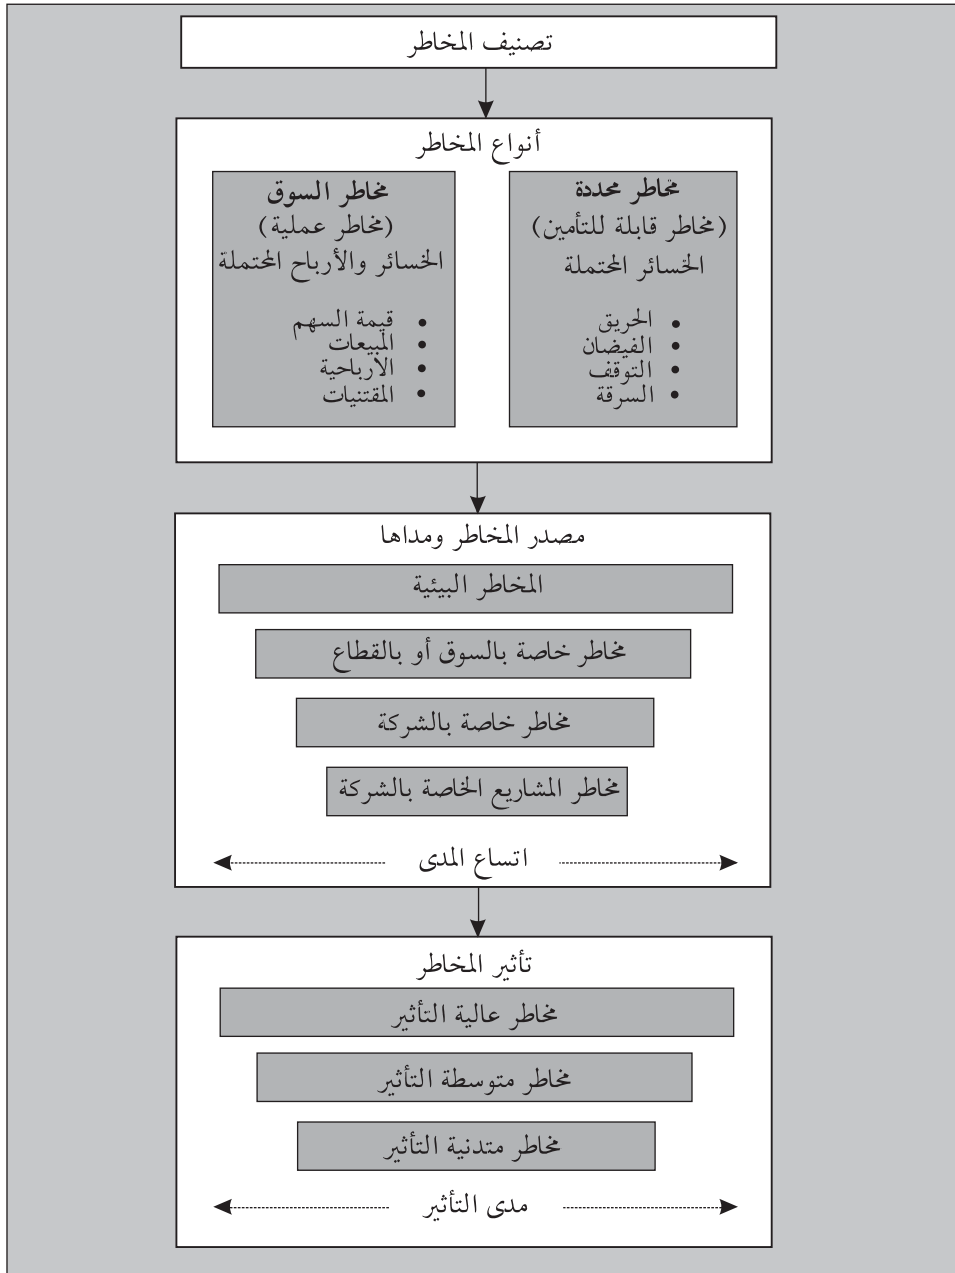 تصنيف المخاطر
أنواع المخاطر
مخاطر محددة
(مخاطر قابلة للتأمين)
الخسائر المحتملة
• الحريق
• الفيضان
• التوقف
• السرقة
مخاطر السوق
(مخاطر عملية)
الخسائر والأرباح المحتملة
• قيمة السهم
• المبيعات
• الارباحية
• المقتنيات
مصدر المخاطر ومداها
المخاطر البيئية
مخاطر خاصة بالسوق أو بالقطاع
مخاطر خاصة بالشركة
مخاطر المشاريع الخاصة بالشركة
اتساع المدى
تأثير المخاطر
مخاطر عالية التأثير
مخاطر متوسطة التأثير
مخاطر متدنية التأثير
مدى التأثير